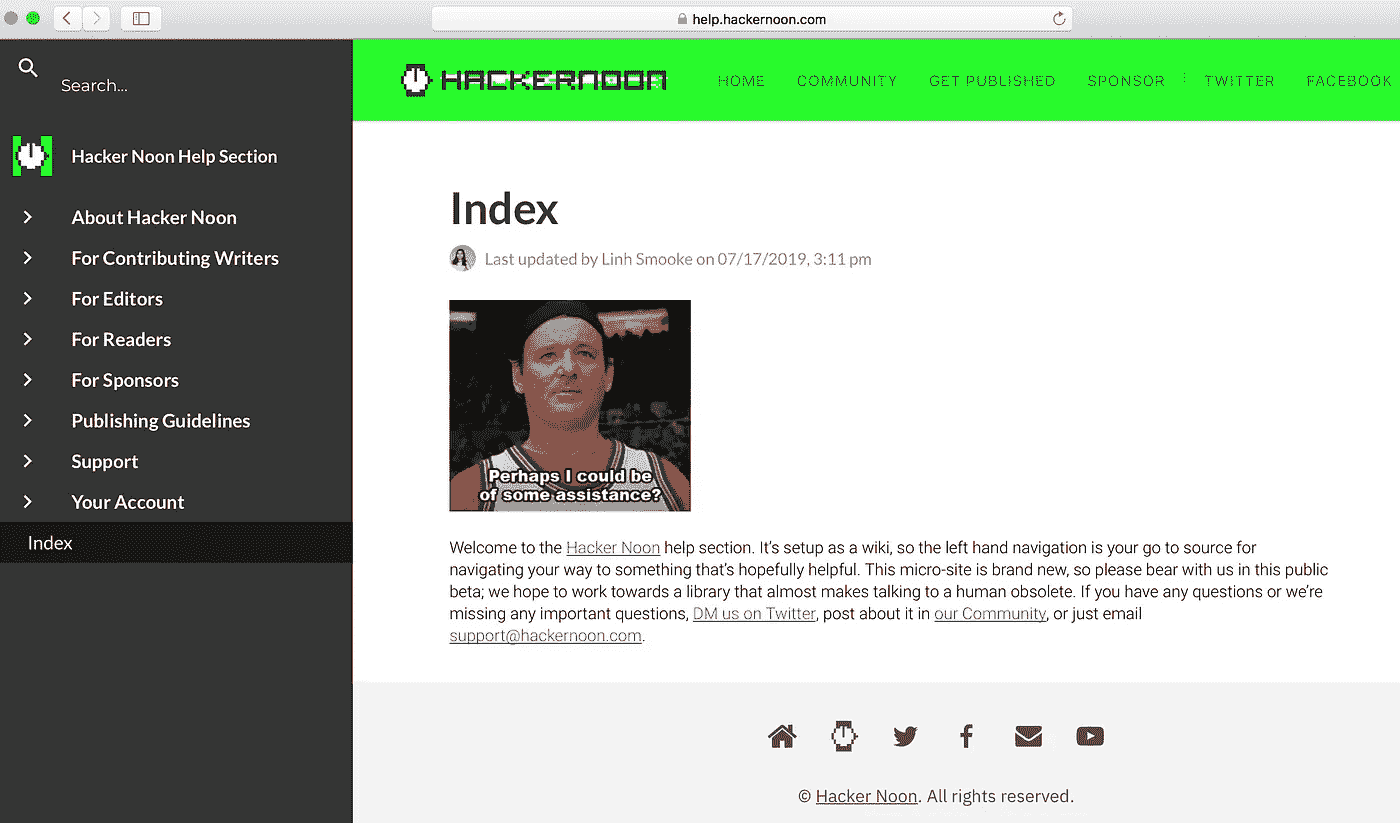 help.hackernoon.com
Search...
Hacker Noon Help Section
About Hacker Noon
For Contributing Writers
For Editors
For Readers
For Sponsors
Publishing Guidelines
Support
Your Account
Index
HACKERNOON
HOME COMMUNITY GET PUBLISHED SPONSOR TWITTER FACEBOOK
Index
Last updated by Linh Smooke on 07/17/2019, 3:11 pm
Perhaps I could be
of some assistance?
Welcome to the Hacker Noon help section. It's setup as a wiki, so the left hand navigation is your go to source for
navigating your way to something that's hopefully helpful. This micro-site is brand new, so please bear with us in this public
beta; we hope to work towards a library that almost makes talking to a human obsolete. If you have any questions or we're
missing any important questions, DM us on Twitter, post about it in our Community, or just email
support@hackernoon.com.
© Hacker Noon. All rights reserved.